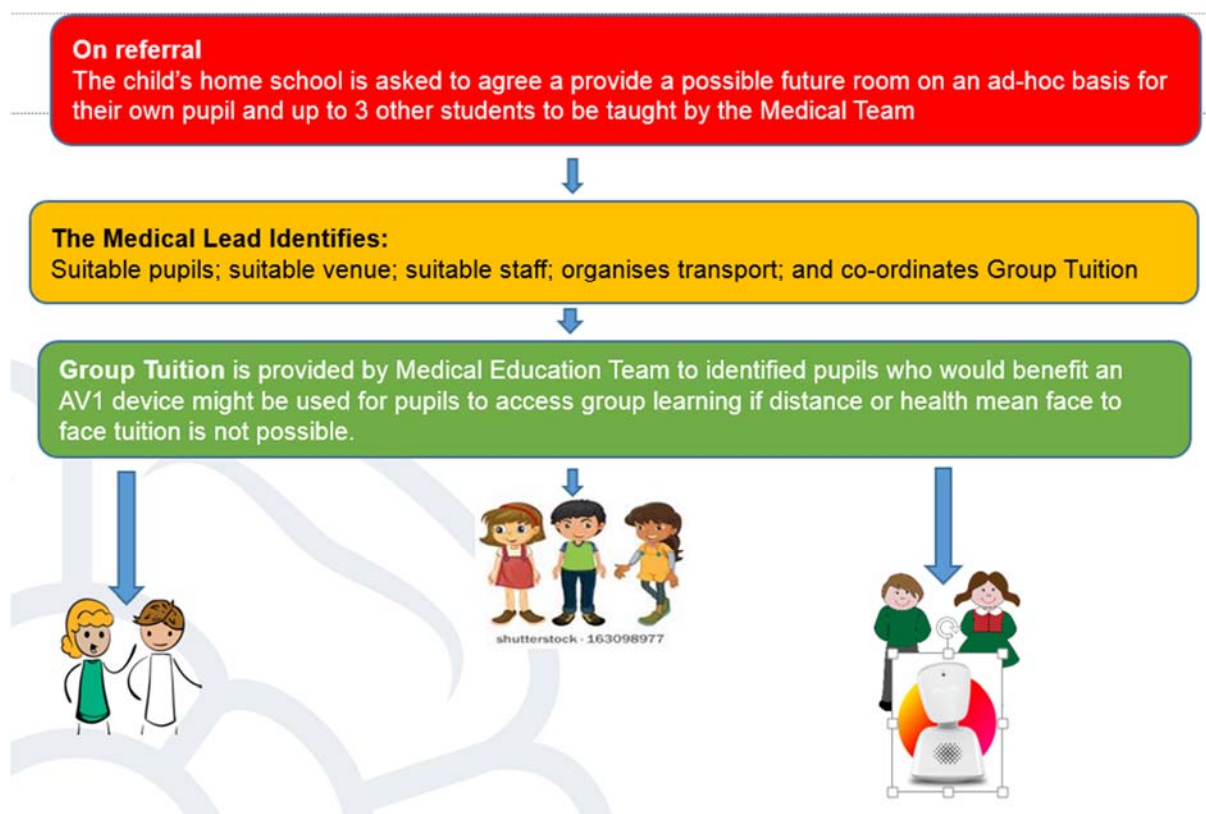 On referral
The child's home school is asked to agree a provide a possible future room on an ad-hoc basis for
their own pupil and up to 3 other students to be taught by the Medical Team
The Medical Lead Identifies:
Suitable pupils; suitable venue; suitable staff; organises transport; and co-ordinates Group Tuition
Group Tuition is provided by Medical Education Team to identified pupils who would benefit an
AV1 device might be used for pupils to access group learning if distance or health mean face to
face tuition is not possible.
shutterstock · 163098977